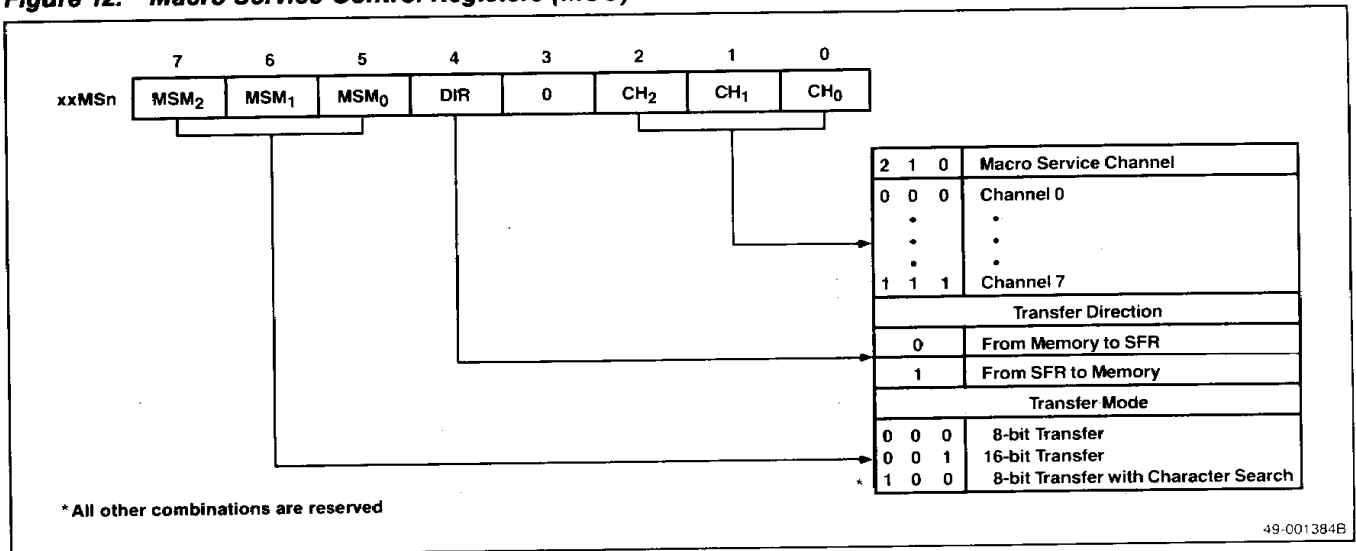 Figure 12. Macro Service Control Registers (MSC)
7 6 5 4 3 2 1 0
xxMSn MSM2 MSM1 MSM0 DIR 0 CH2 CH1 CH0
2 1 0 Macro Service Channel
0 0 0 Channel 0
1 1 1 Channel 7
Transfer Direction
0 From Memory to SFR
1 From SFR to Memory
Transfer Mode
0 0 0 8-bit Transfer
0 0 1 16-bit Transfer
* 1 0 0 8-bit Transfer with Character Search
*All other combinations are reserved
49-001384B